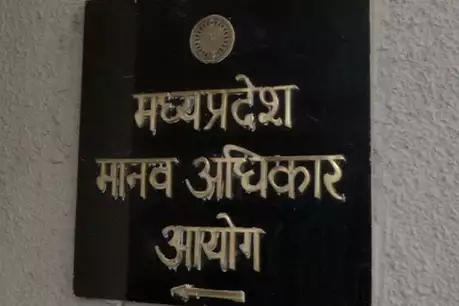 मध्यप्रदेश
मानव अधिकार
आयोग